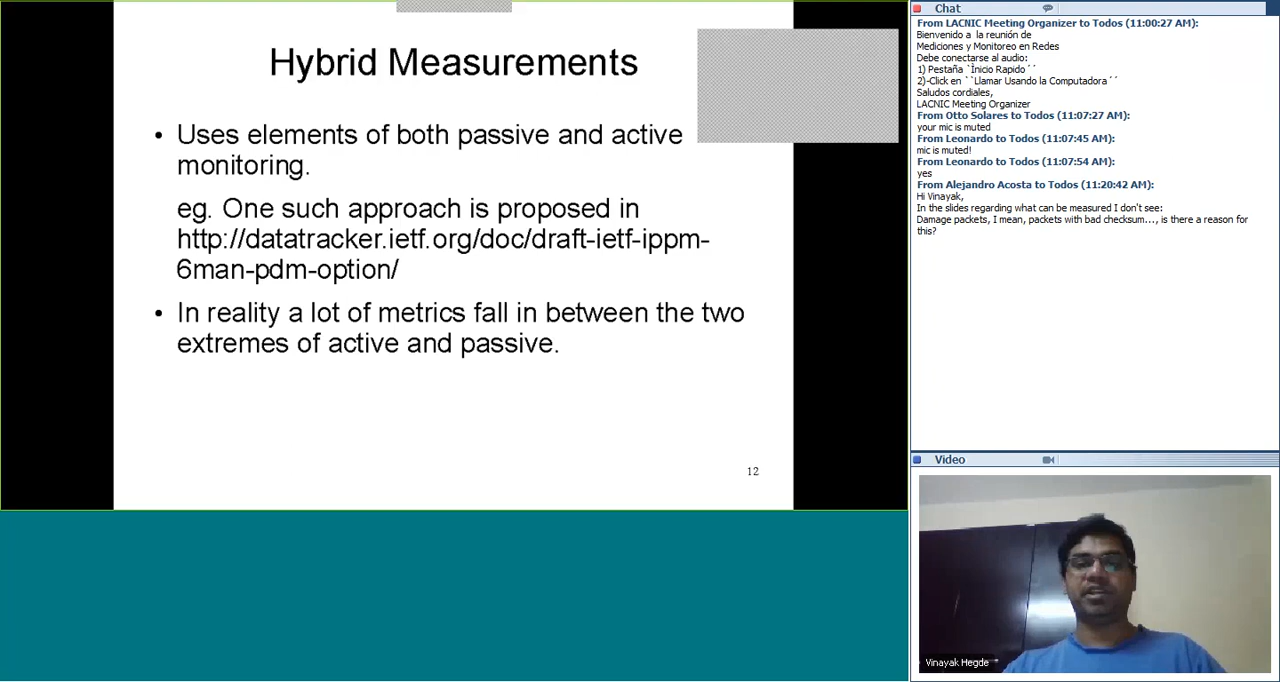 Hybrid Measurements
• Uses elements of both passive and active
monitoring.
eg. One such approach is proposed in
http://datatracker.ietf.org/doc/draft-ietf-ippm-
6man-pdm-option/
• In reality a lot of metrics fall in between the two
extremes of active and passive.
12
Chat
From LACNIC Meeting Organizer to Todos (11:00:27 AM):
Bienvenido a la reunión de
Mediciones y Monitoreo en Redes
Debe conectarse al audio:
1) Pestaña `Ìnicio Rapido´´
2)-Click en ``Llamar Usando la Computadora´´
Saludos cordiales,
LACNIC Meeting Organizer
From Otto Solares to Todos (11:07:27 AM):
your mic is muted
From Leonardo to Todos (11:07:45 AM):
mic is muted!
From Leonardo to Todos (11:07:54 AM):
yes
From Alejandro Acosta to Todos (11:20:42 AM):
Hi Vinayak,
In the slides regarding what can be measured I don't see:
Damage packets, I mean, packets with bad checksum..., is there a reason for
this?
Video
Vinayak Hegde